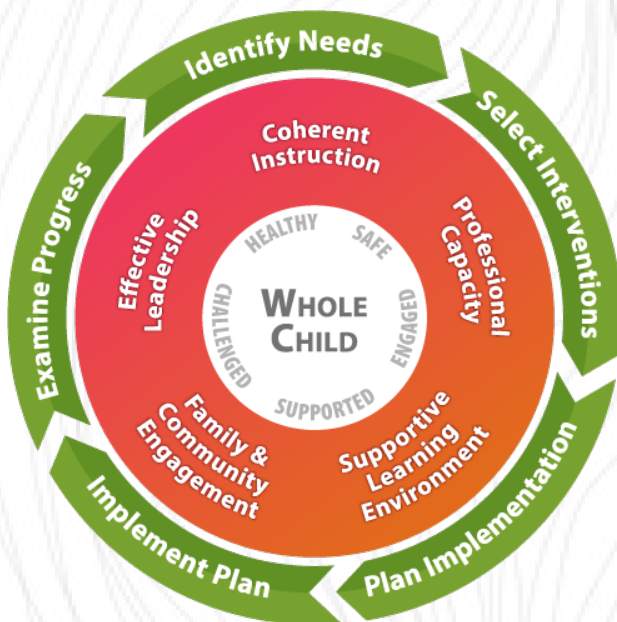 Identify Needs
Select Interventions
Plan Implementation
Implement Plan
Examine Progress
Coherent
Instruction
Professional
Capacity
Supportive
Learning
Environment
Family &
Community
Engagement
Effective
Leadership
HEALTHY
SAFE
ENGAGED
SUPPORTED
CHALLENGED
WHOLE
CHILD